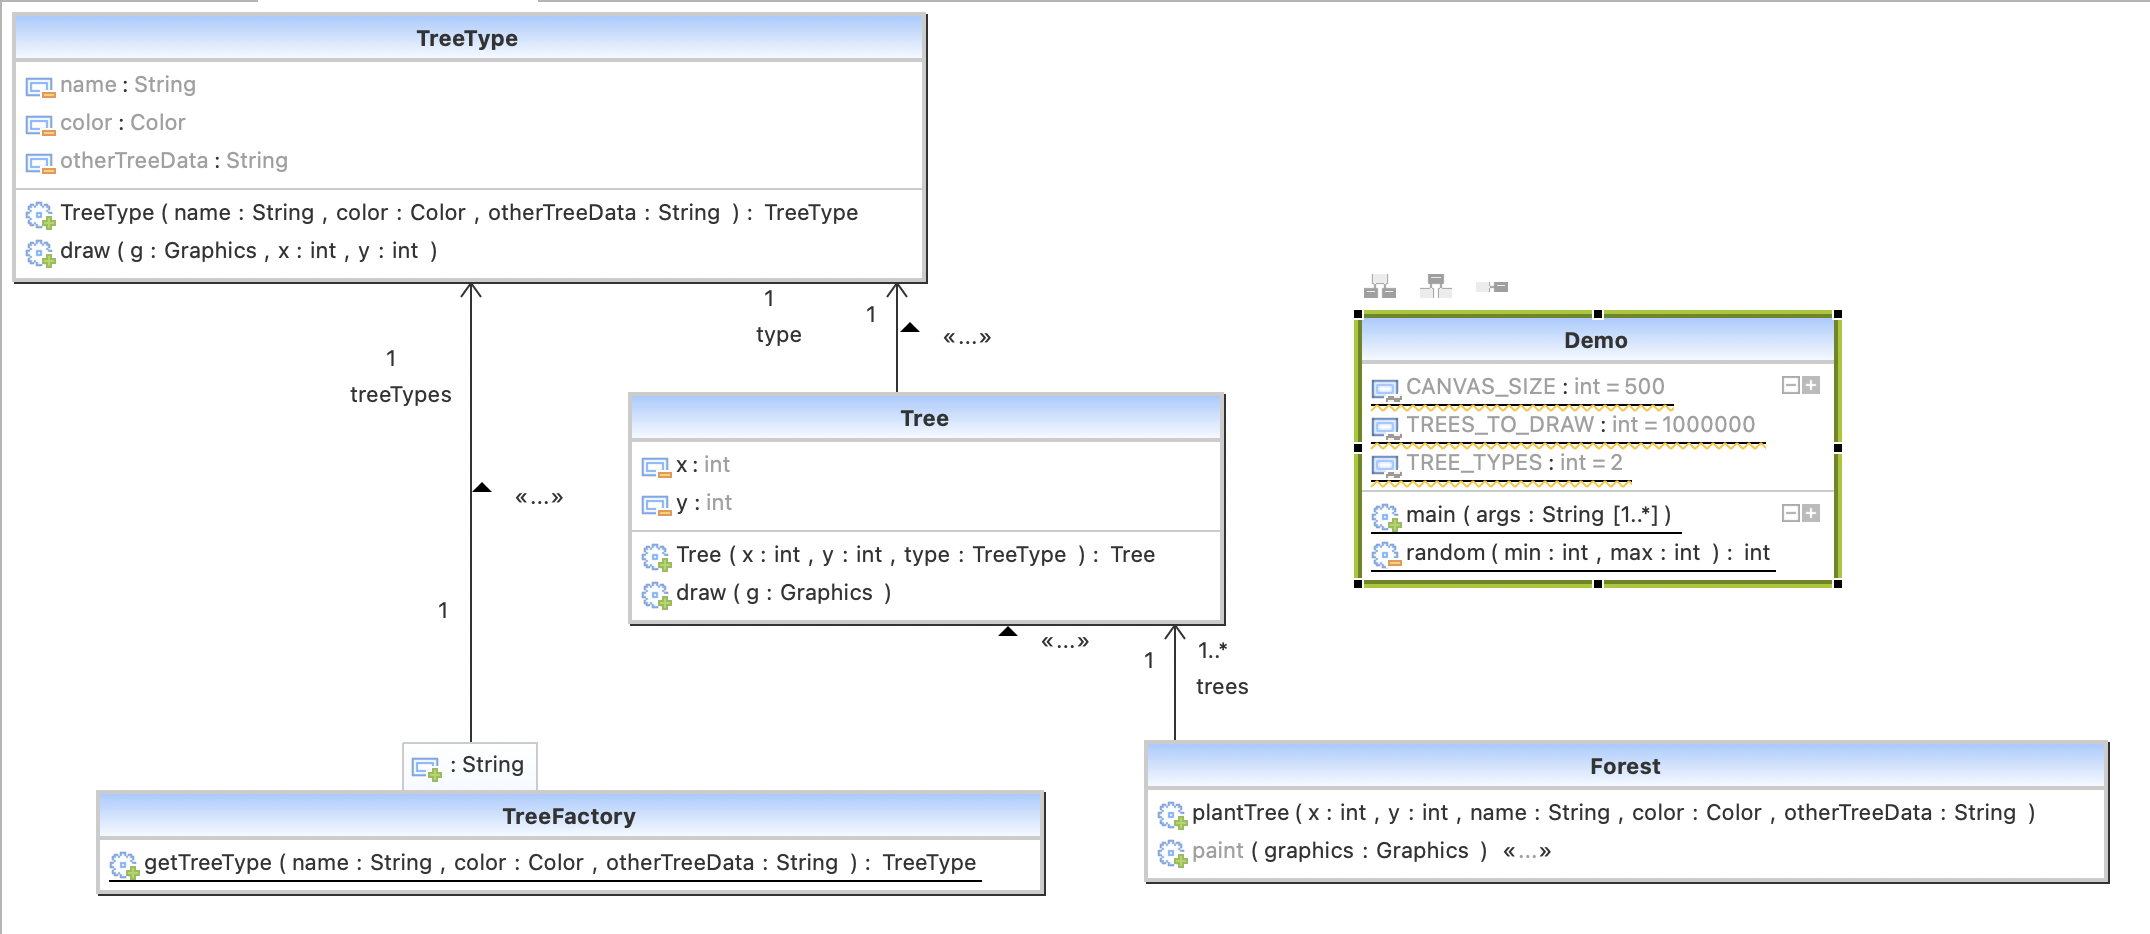 TreeType
name : String
color : Color
otherTreeData : String
TreeType ( name : String , color : Color , otherTreeData : String ) : TreeType
draw ( g : Graphics , x : int , y : int )
1
type
1
«...»
1
treeTypes
«...»
1
Tree
x : int
y : int
Tree ( x : int , y : int , type : TreeType ) : Tree
draw ( g : Graphics )
«...»
1
1..*
trees
Demo
CANVAS_SIZE : int = 500
TREES_TO_DRAW : int = 1000000
TREE_TYPES : int = 2
main ( args : String [1..*] )
random ( min : int , max : int ) : int
: String
TreeFactory
getTreeType ( name : String , color : Color , otherTreeData : String ) : TreeType
Forest
plantTree ( x : int , y : int , name : String , color : Color , otherTreeData : String )
paint ( graphics : Graphics ) «...»